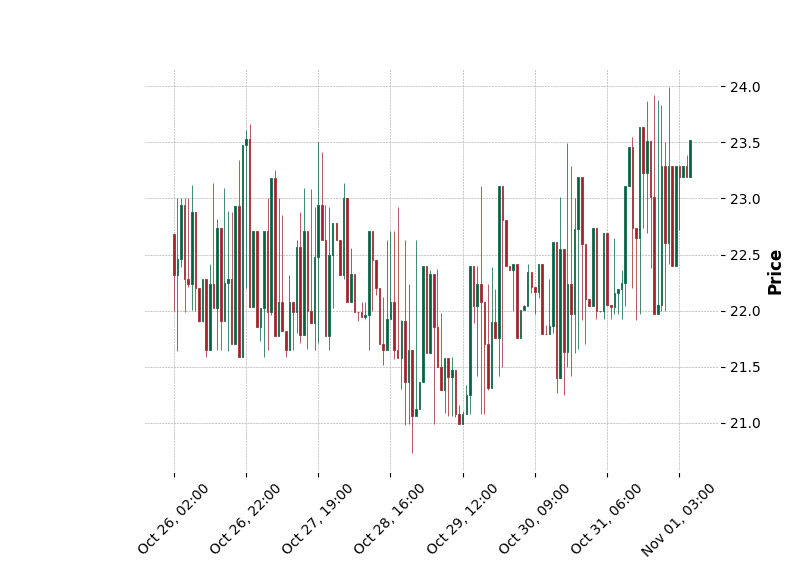 24.0
23.5
23.0
22.5
22.0
21.5
21.0
Price
Oct 26, 02:00
Oct 26, 22:00
Oct 27, 19:00
Oct 28, 16:00
Oct 29, 12:00
Oct 30, 09:00
Oct 31, 06:00
Nov 01, 03:00